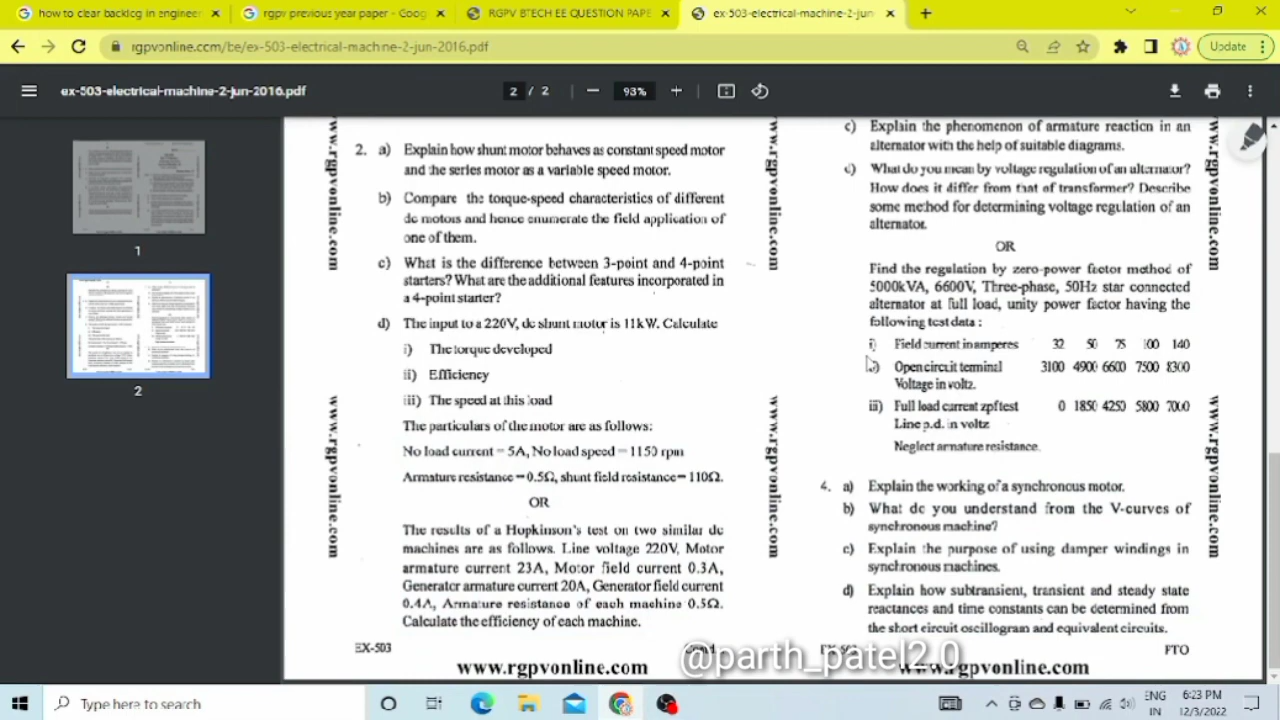 how to clear backlog in engineer
rgpv previous year paper - Goog
RGPV BTECH EE QUESTION PAPE
ex-503-electrical-machine-2-jun-
rgpvonline.com/be/ex-503-electrical-machine-2-jun-2016.pdf
Update
ex-503-electrical-machine-2-jun-2016.pdf
2 / 2
93%
1
2
www.rgpvonline.com
www.rgpvonline.com
2. a) Explain how shunt motor behaves as constant speed motor
and the series motor as a variable speed motor.
b) Compare the torque-speed characteristics of different
dc motous and hence enumerate the field application of
one of them.
c) What is the difference between 3-point and 4-point
starters? What are the additional features incorporated in
a 4-point starter?
d) The input to a 220V, dc shunt motor is 11kW. Calculate
i) The torque developed
ii) Efficiency
iii) The speed at this load
The particulars of the motor are as follows:
No load current = 5A, No load speed = 1150 rpm
Armature resistance = 0.5Ω, shunt field resistance = 110Ω.
OR
The results of a Hopkinson's test on two similar dc
machines are as follows. Line voltage 220V, Motor
armature current 23A, Motor field current 0.3A,
Generator armature current 20A, Generator field current
0.4A, Armature resistance of each machine 0.5Ω.
Calculate the efficiency of each machine.
EX-503
www.rgpvonline.com
www.rgpvonline.com
www.rgpvonline.com
c) Explain the phenomenon of armature reaction in an
alternator with the help of suitable diagrams.
What do you mean by voltage regulation of an alternator?
How does it differ from that of transformer? Describe
some method for determining voltage regulation of an
alternator.
OR
Find the regulation by zero-power factor method of
5000kVA, 6600V, Three-phase, 50Hz star connected
alternator at full load, unity power factor having the
following test data :
i) Field current in amperes 32 50 75 100 140
Open circuit terminal 3100 4900 6600 7500 8300
Voltage in voltz.
iii) Full load current zpf test 0 1850 4250 5800 7000
Line p.d. in voltz
Neglect armature resistance.
4. a) Explain the working of a synchronous motor.
b) What do you understand from the V-curves of
synchronous machine?
c) Explain the purpose of using damper windings in
synchronous machines.
d) Explain how subtransient, transient and steady state
reactances and time constants can be determined from
the short circuit oscillogram and equivalent circuits.
PTO
www.rgpvonline.com
www.rgpvonline.com
www.rgpvonline.com
@parth_patel2.0
Type here to search
ENG
IN
6:23 PM
12/3/2022